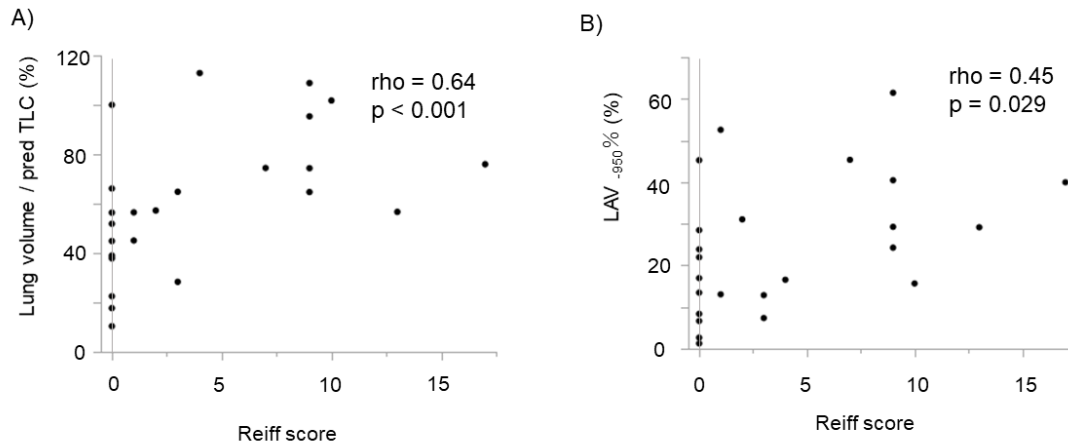 A)
Lung volume / pred TLC (%)
120
80
40
0
rho = 0.64
p < 0.001
0
5
10
15
Reiff score
B)
LAV -950% (%)
60
40
20
0
rho = 0.45
p = 0.029
0
5
10
15
Reiff score